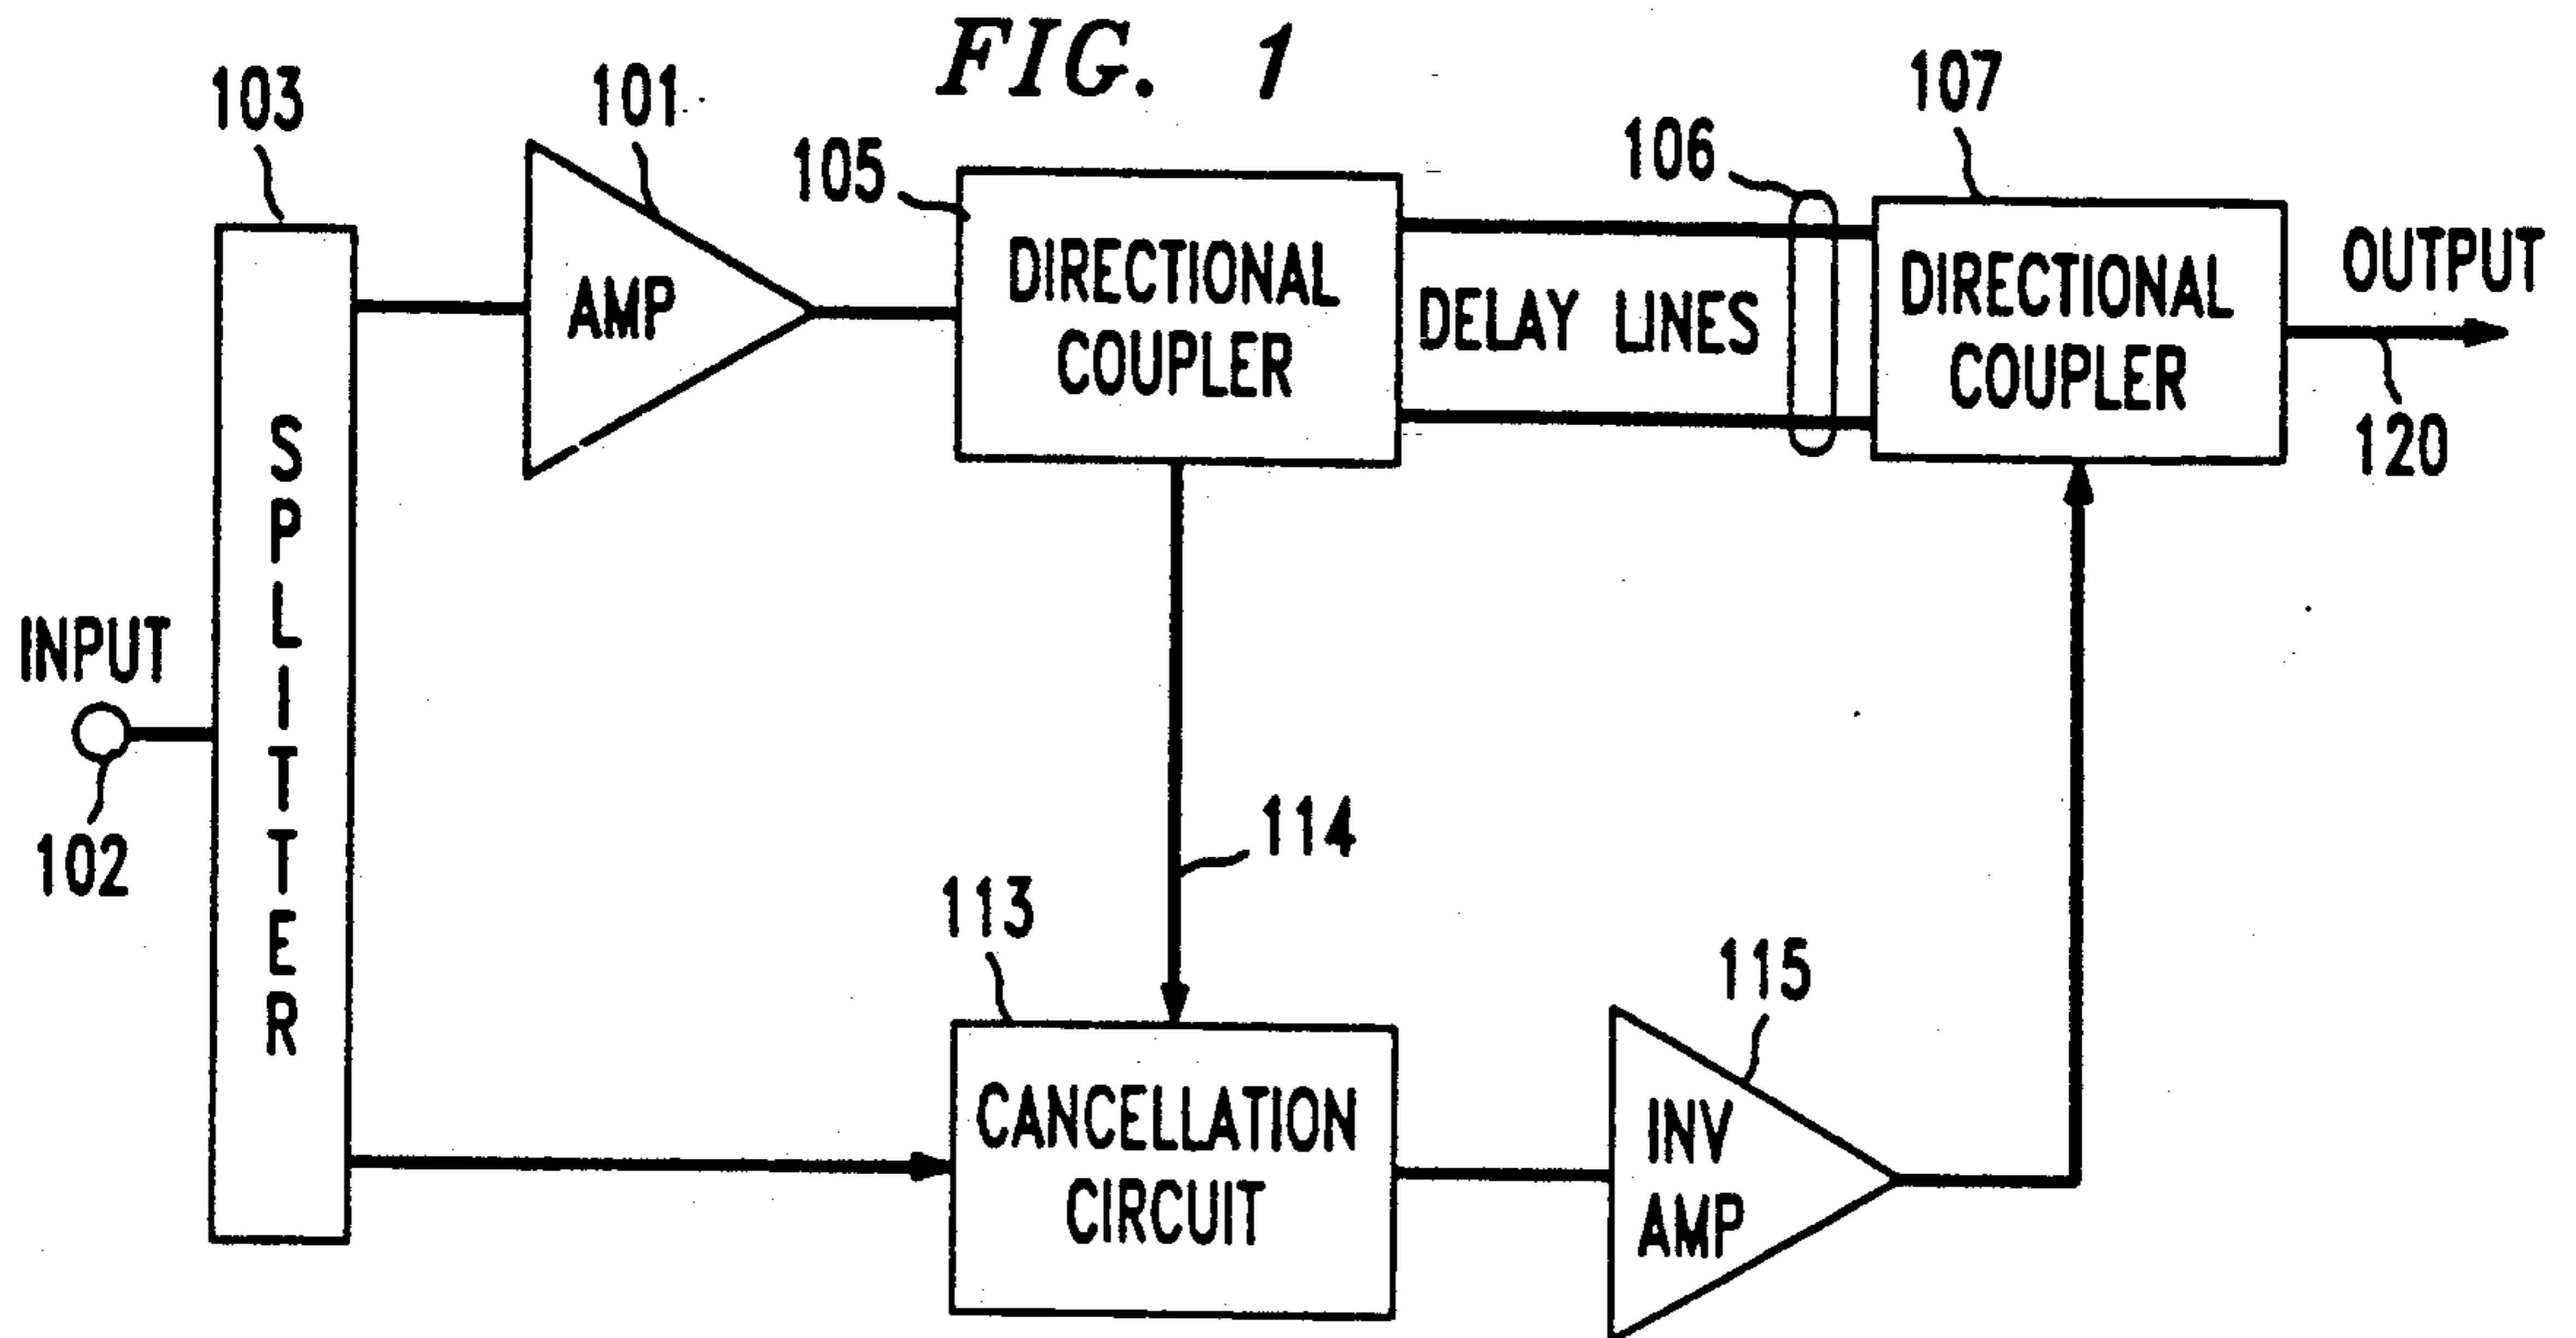 FIG. 1
103
101
105
106
107
AMP
DIRECTIONAL
COUPLER
DELAY LINES
DIRECTIONAL
COUPLER
OUTPUT
120
SPLITTER
INPUT
102
114
113
115
CANCELLATION
CIRCUIT
INV
AMP